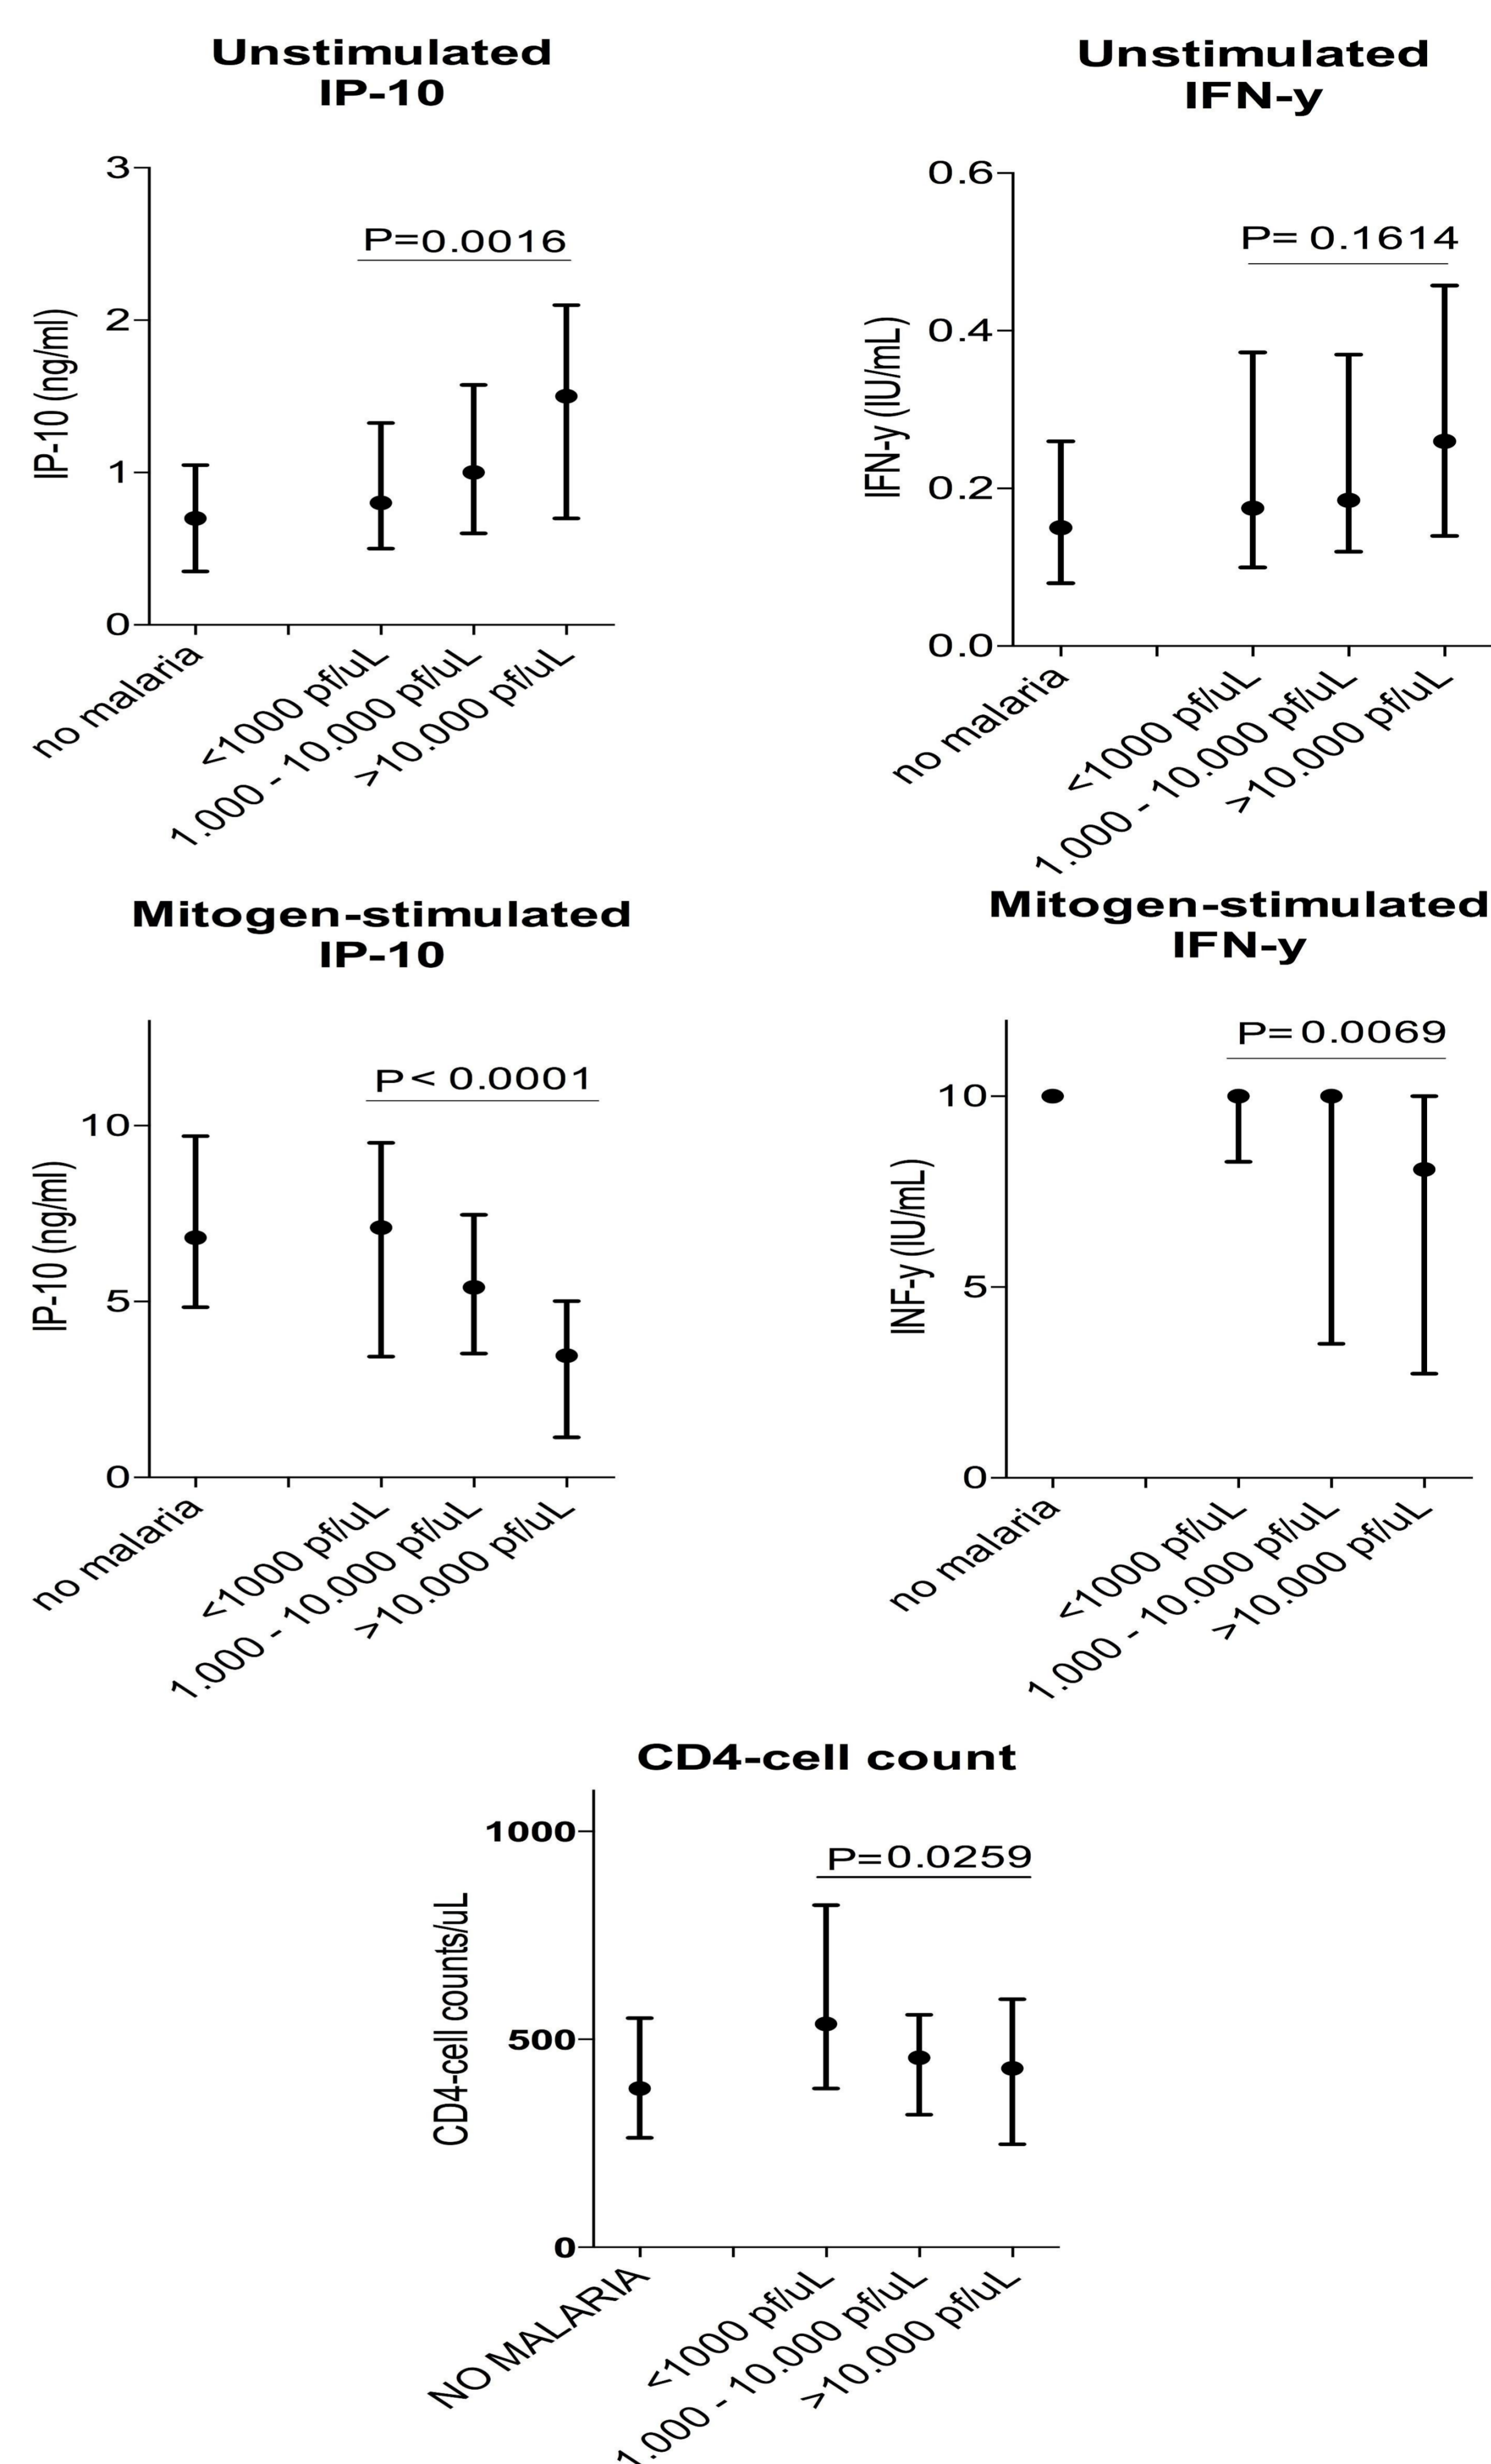 Unstimulated
IP-10
3
2
1
0
IP-10 (ng/ml)
P=0.0016
no malaria
<1000 pf/uL
1.000 - 10.000 pf/uL
>10.000 pf/uL
Unstimulated
IFN-y
0.6
0.4
0.2
0.0
IFN-y (IU/mL)
P= 0.1614
no malaria
<1000 pf/uL
1.000 - 10.000 pf/uL
>10.000 pf/uL
Mitogen-stimulated
IP-10
10
5
0
IP-10 (ng/ml)
P< 0.0001
no malaria
<1000 pf/uL
1.000 - 10.000 pf/uL
>10.000 pf/uL
Mitogen-stimulated
IFN-y
10
5
0
INF-y (IU/mL)
P= 0.0069
no malaria
<1000 pf/uL
1.000 - 10.000 pf/uL
>10.000 pf/uL
CD4-cell count
1000
500
0
CD4-cell counts/uL
P=0.0259
NO MALARIA
<1000 pf/uL
1.000 - 10.000 pf/uL
>10.000 pf/uL